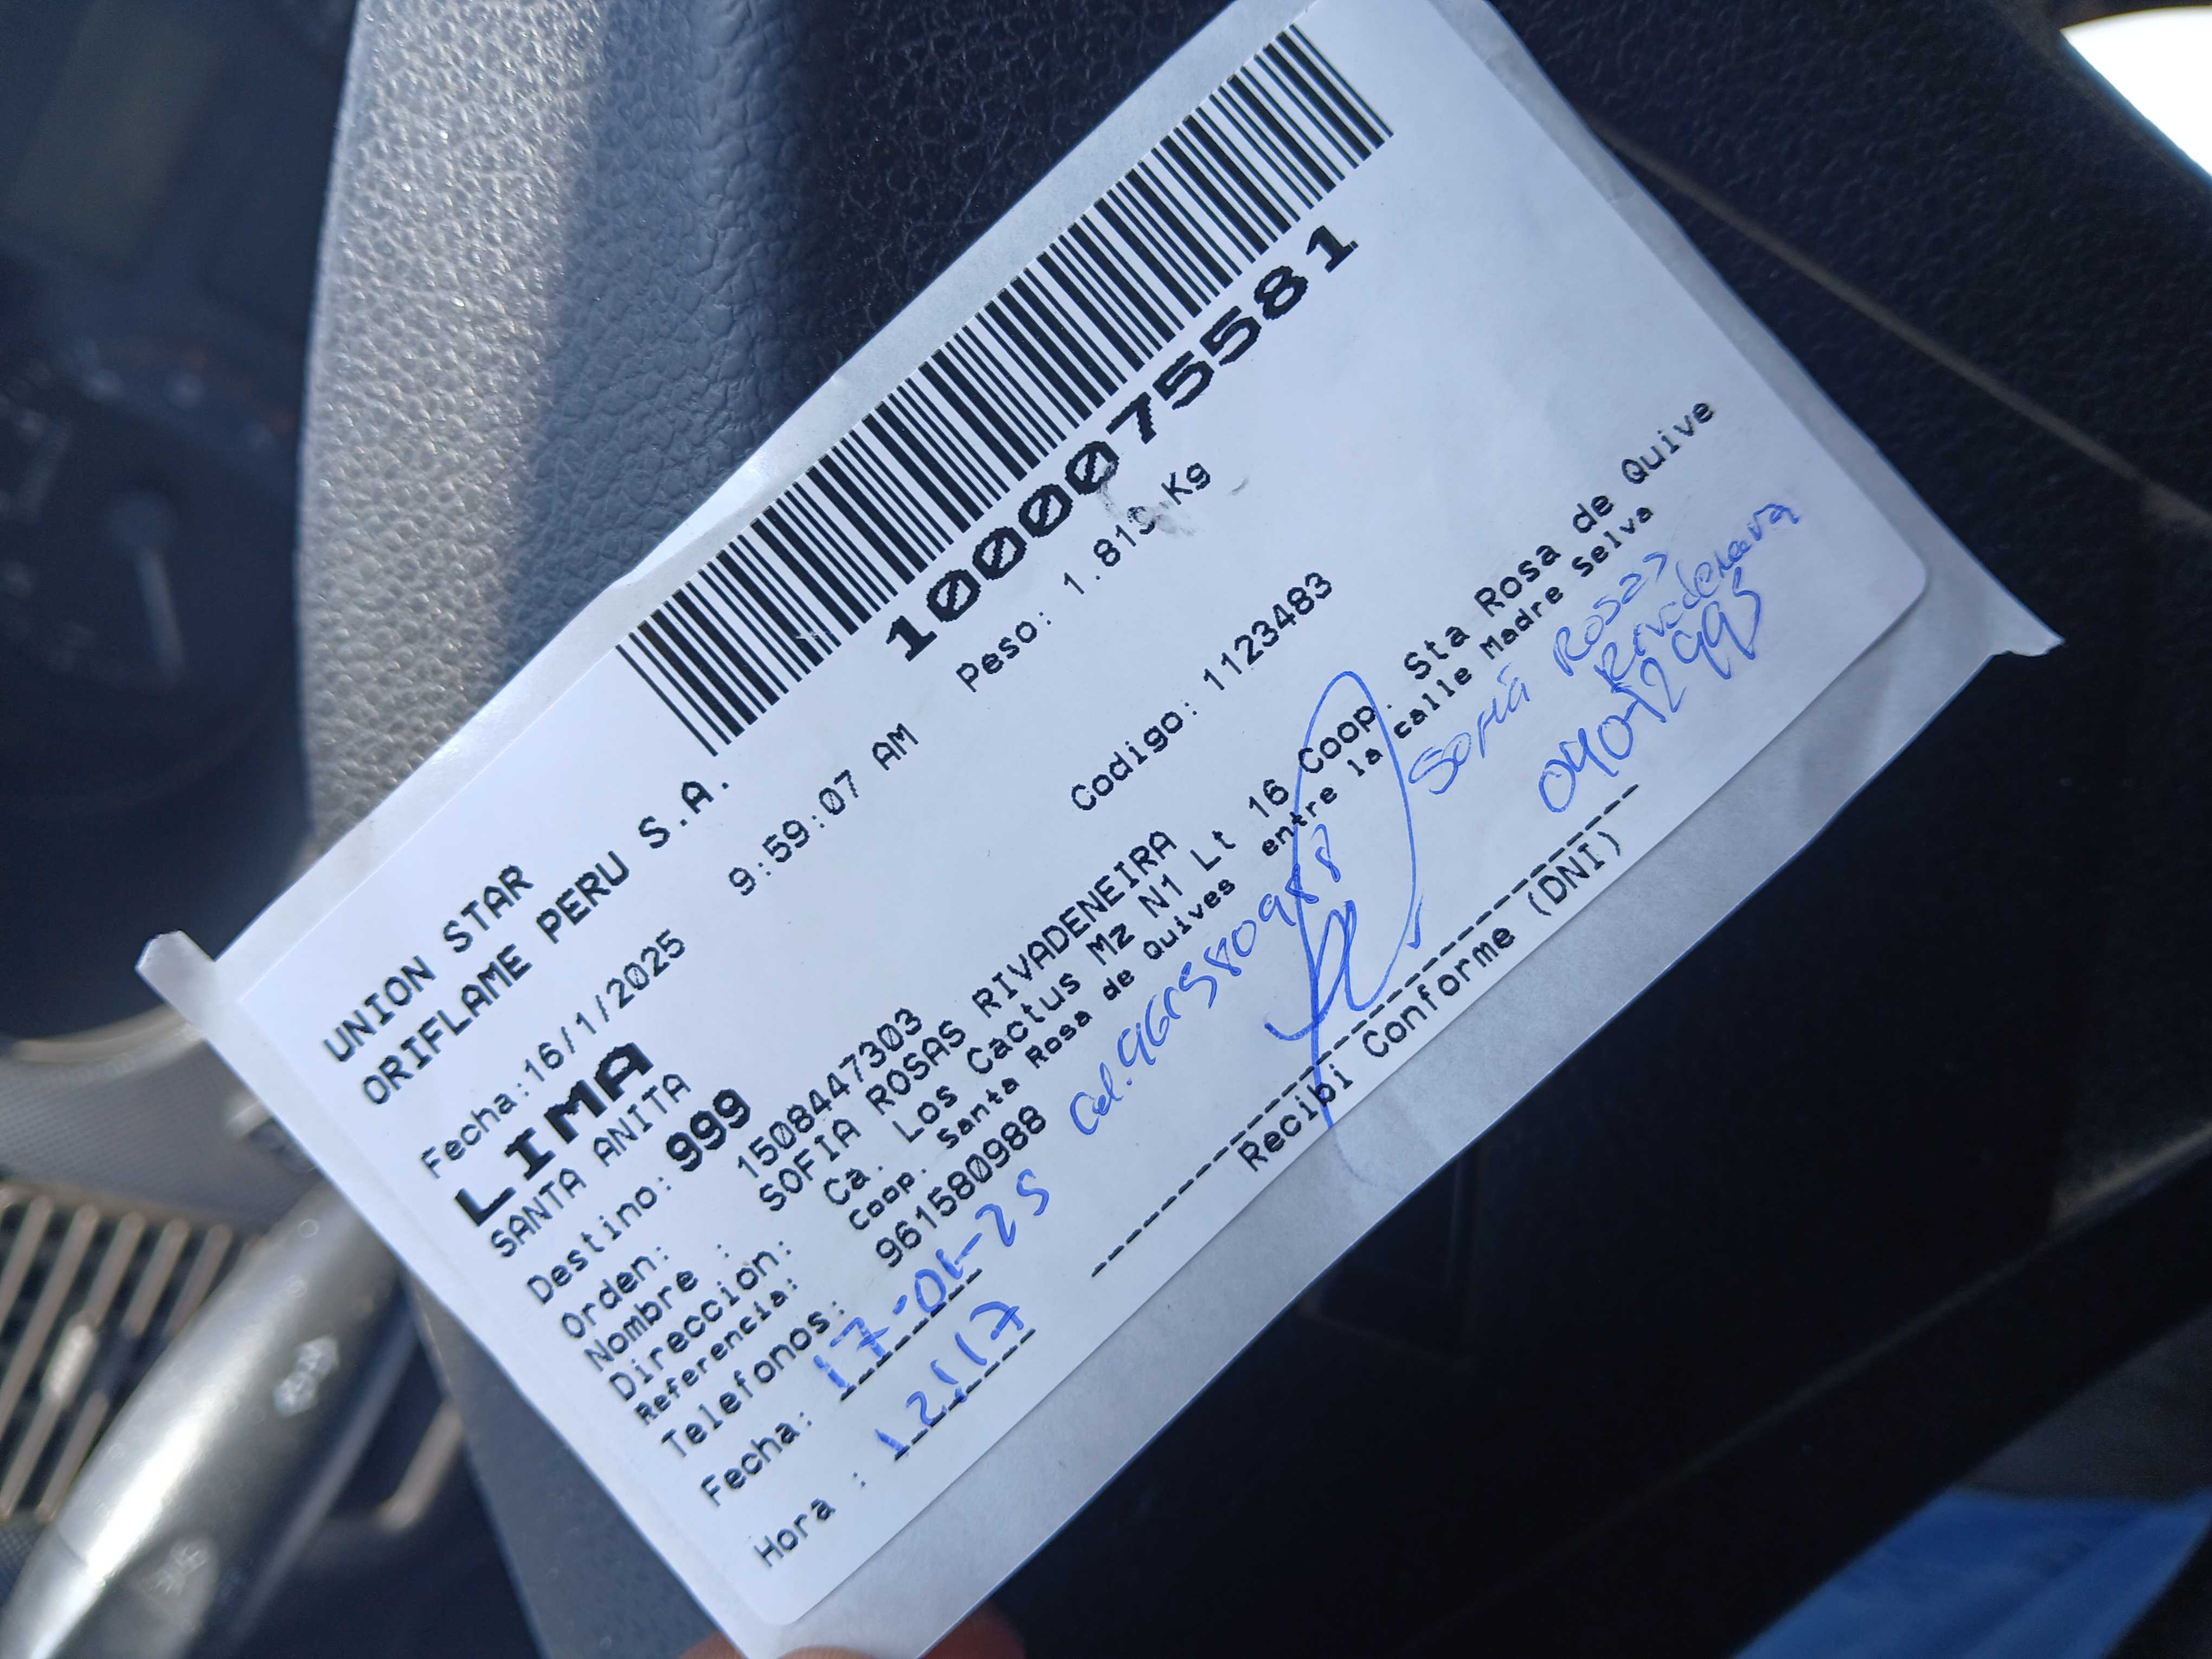 10000075581
UNION STAR
ORIFLAME PERU S.A.
Fecha:16/1/2025 9:59:07 AM Peso: 1.813 Kg
LIMA
SANTA ANITA
Destino: 999 Codigo: 1123483
Orden: 1508447303
Nombre : SOFIA ROSAS RIVADENEIRA
Direccion: Ca. Los Cactus Mz N1 Lt 16 Coop. Sta Rosa de Quive
Referencia: Coop. Santa Rosa de Quives entre la calle Madre Selva
Telefonos: 961580988
Cel. 961580988
Sofia Rosas
Fecha: 17-01-25
Hora : 12:17
Recibi Conforme (DNI)